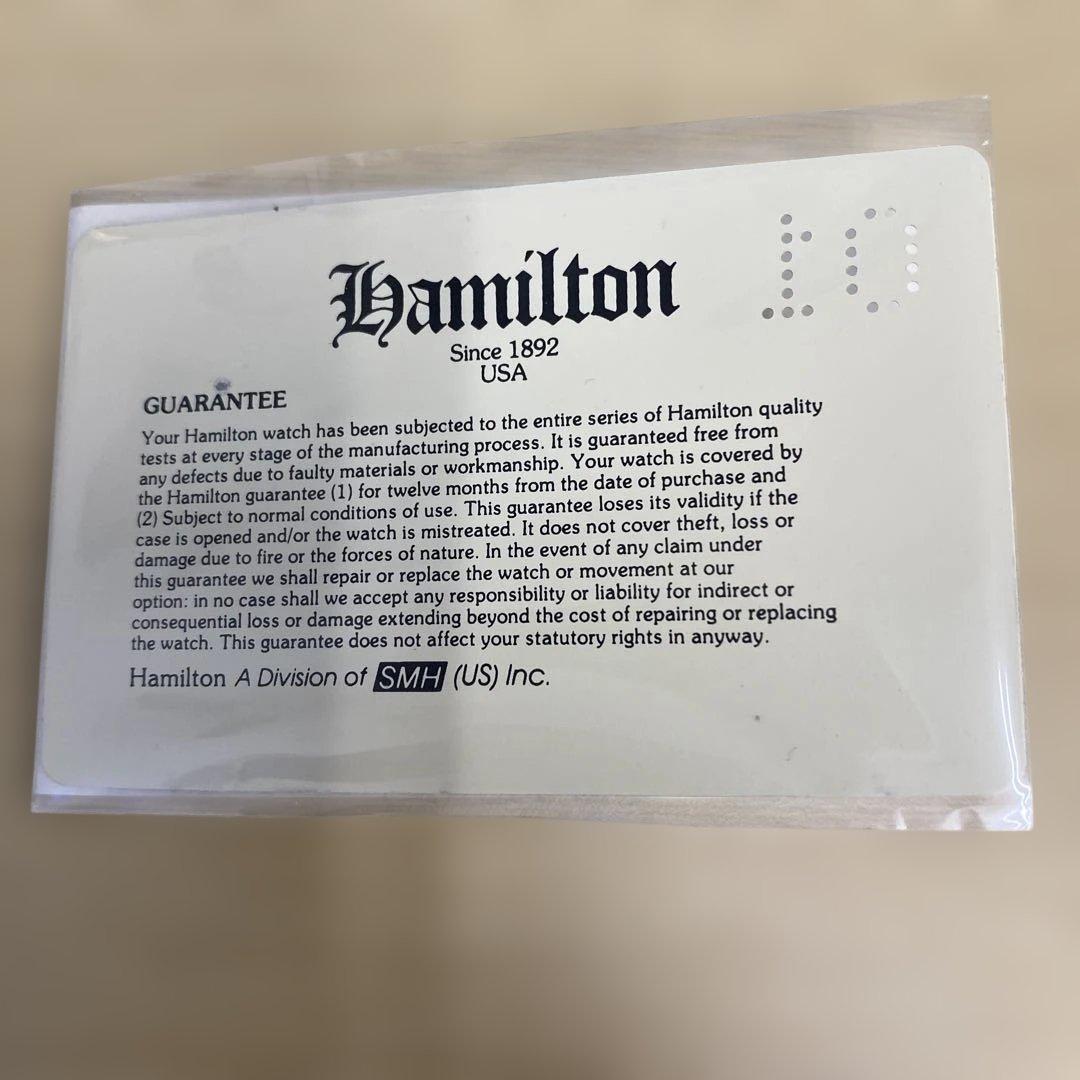 10
Hamilton
Since 1892
USA
GUARANTEE
Your Hamilton watch has been subjected to the entire series of Hamilton quality
tests at every stage of the manufacturing process. It is guaranteed free from
any defects due to faulty materials or workmanship. Your watch is covered by
the Hamilton guarantee (1) for twelve months from the date of purchase and
(2) Subject to normal conditions of use. This guarantee loses its validity if the
case is opened and/or the watch is mistreated. It does not cover theft, loss or
damage due to fire or the forces of nature. In the event of any claim under
this guarantee we shall repair or replace the watch or movement at our
option: in no case shall we accept any responsibility or liability for indirect or
consequential loss or damage extending beyond the cost of repairing or replacing
the watch. This guarantee does not affect your statutory rights in anyway.
Hamilton A Division of SMH (US) Inc.